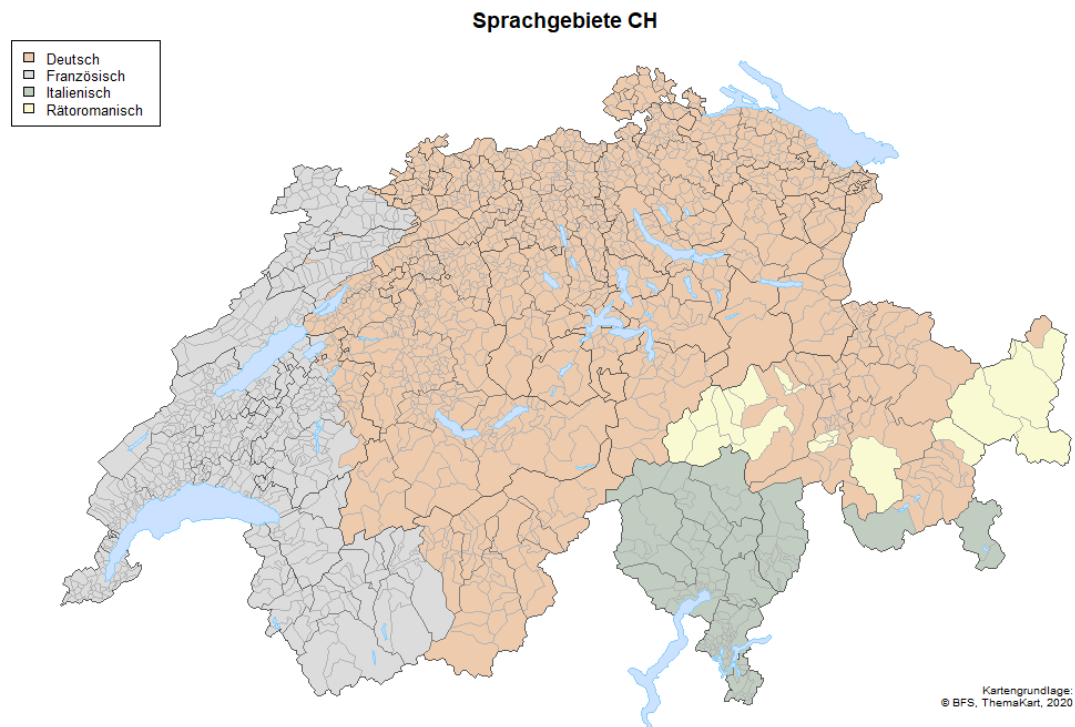 Sprachgebiete CH
Deutsch
Französisch
Italienisch
Rätoromanisch
Kartengrundlage:
© BFS, ThemaKart, 2020